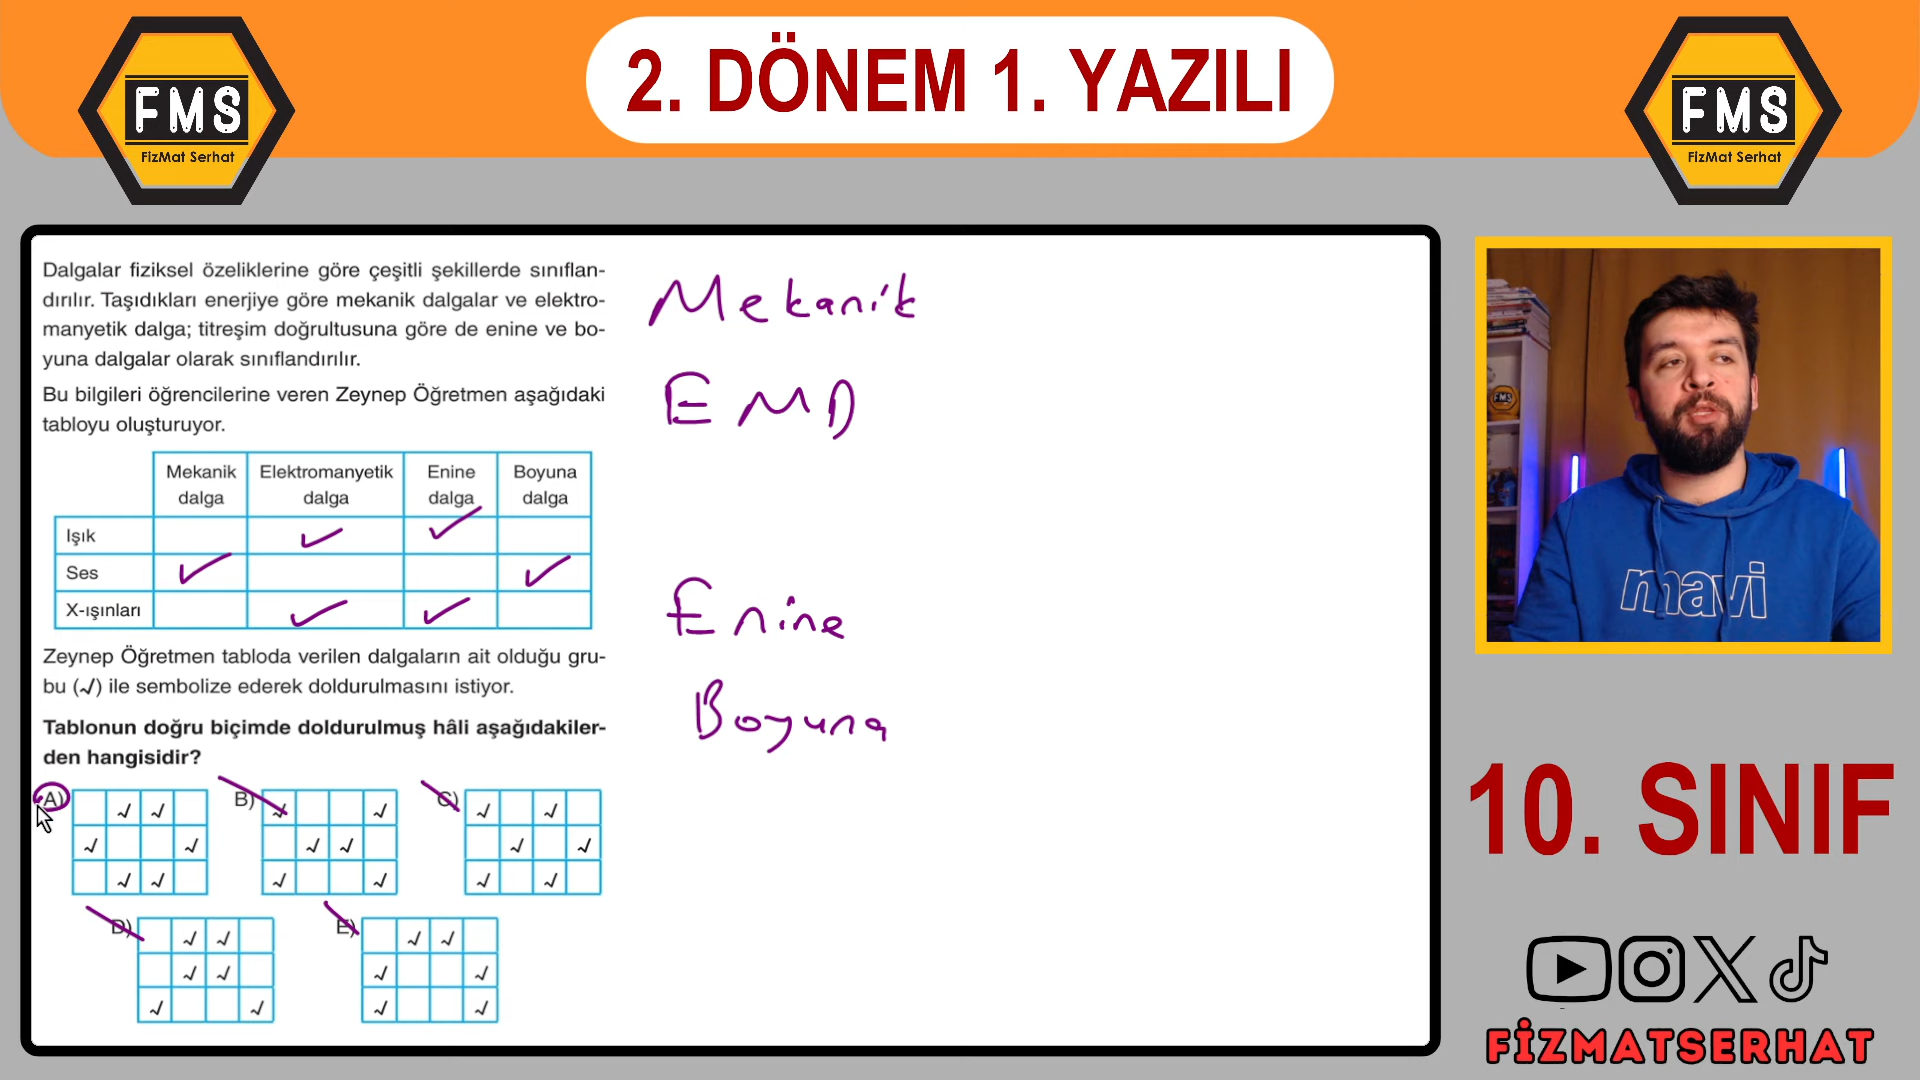 FMS
FizMat Serhat
2. DÖNEM 1. YAZILI
FMS
FizMat Serhat
Dalgalar fiziksel özeliklerine göre çeşitli şekillerde sınıflan-
dırılır. Taşıdıkları enerjiye göre mekanik dalgalar ve elektro-
manyetik dalga; titreşim doğrultusuna göre de enine ve bo-
yuna dalgalar olarak sınıflandırılır.
Bu bilgileri öğrencilerine veren Zeynep Öğretmen aşağıdaki
tabloyu oluşturuyor.
Mekanik dalga Elektromanyetik dalga Enine dalga Boyuna dalga
Işık ✓ ✓
Ses ✓ ✓
X-ışınları ✓ ✓
Zeynep Öğretmen tabloda verilen dalgaların ait olduğu gru-
bu (✓) ile sembolize ederek doldurulmasını istiyor.
Tablonun doğru biçimde doldurulmuş hâli aşağıdakiler-
den hangisidir?
A) B) C)
D) E)
Mekanik
EMD
Enine
Boyuna
FMS
mavi
10. SINIF
FİZMATSERHAT